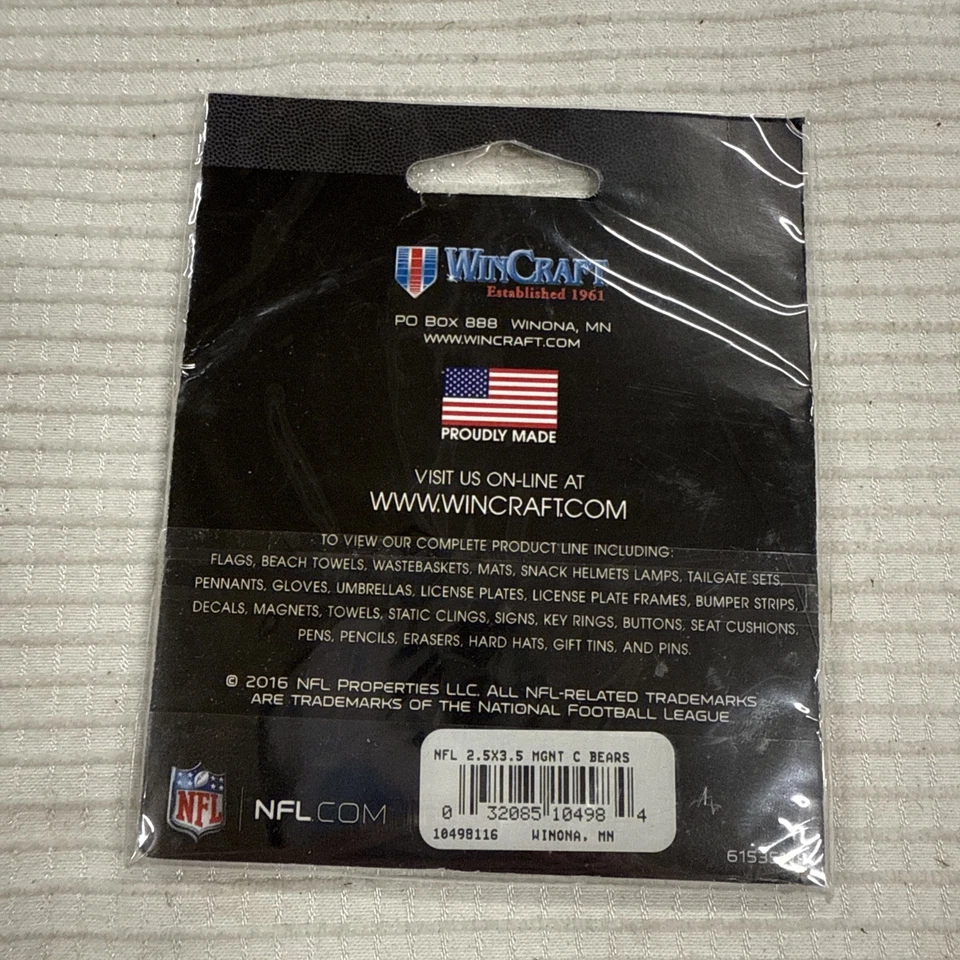 WINCRAFT
Established 1961
PO BOX 888 WINONA, MN
WWW.WINCRAFT.COM
PROUDLY MADE
VISIT US ON-LINE AT
WWW.WINCRAFT.COM
TO VIEW OUR COMPLETE PRODUCT LINE INCLUDING:
FLAGS, BEACH TOWELS, WASTEBASKETS, MATS, SNACK HELMETS LAMPS, TAILGATE SETS,
PENNANTS, GLOVES, UMBRELLAS, LICENSE PLATES, LICENSE PLATE FRAMES, BUMPER STRIPS,
DECALS, MAGNETS, TOWELS, STATIC CLINGS, SIGNS, KEY RINGS, BUTTONS, SEAT CUSHIONS,
PENS, PENCILS, ERASERS, HARD HATS, GIFT TINS, AND PINS.
© 2016 NFL PROPERTIES LLC. ALL NFL-RELATED TRADEMARKS
ARE TRADEMARKS OF THE NATIONAL FOOTBALL LEAGUE
NFL 2.5X3.5 MGNT C BEARS
0 32085 10498 4
10498116 WINONA, MN
NFL
NFL.COM